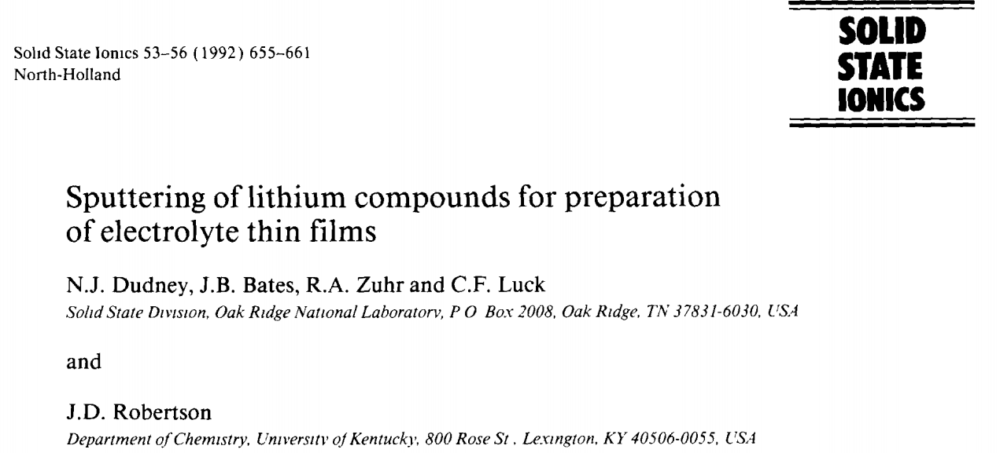 Solid State Ionics 53–56 (1992) 655–661
North-Holland
SOLID
STATE
IONICS
Sputtering of lithium compounds for preparation
of electrolyte thin films
N.J. Dudney, J.B. Bates, R.A. Zuhr and C.F. Luck
Solid State Division, Oak Ridge National Laboratory, P O Box 2008, Oak Ridge, TN 37831-6030, USA
and
J.D. Robertson
Department of Chemistry, University of Kentucky, 800 Rose St, Lexington, KY 40506-0055, USA